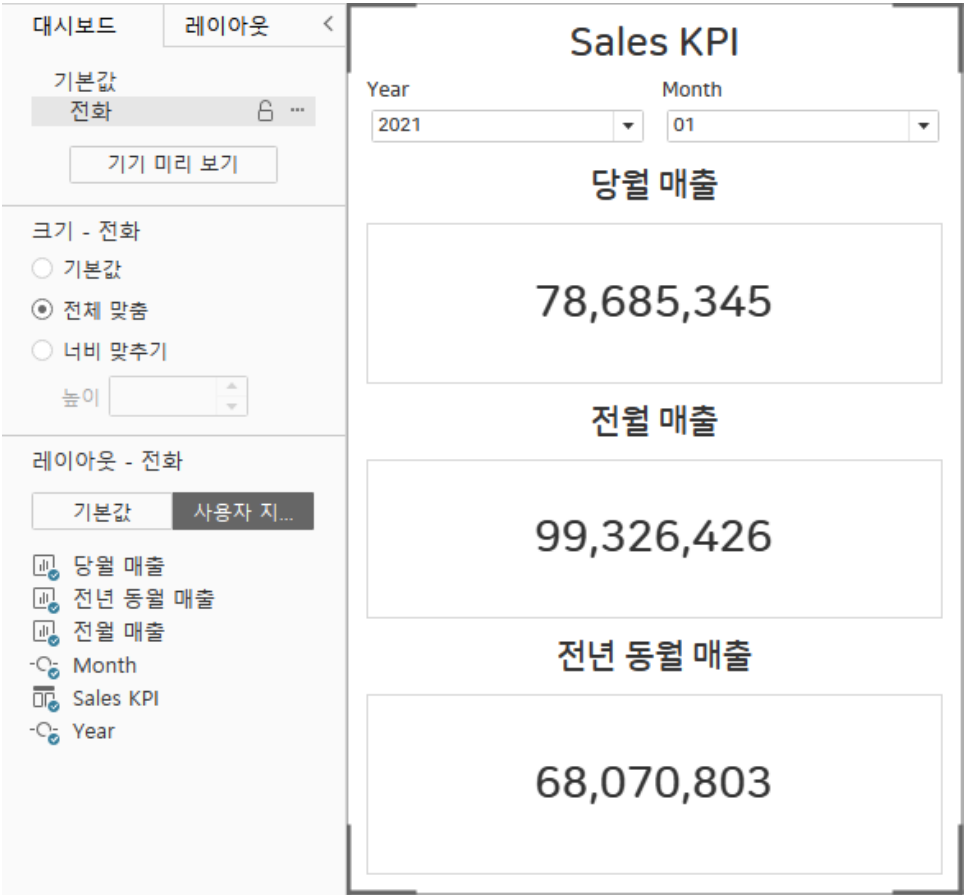 대시보드
레이아웃
기본값
전화
기기 미리 보기
크기 - 전화
기본값
전체 맞춤
너비 맞추기
높이
레이아웃 - 전화
기본값
사용자 지...
당월 매출
전년 동월 매출
전월 매출
Month
Sales KPI
Year
Sales KPI
Year
Month
2021
01
당월 매출
78,685,345
전월 매출
99,326,426
전년 동월 매출
68,070,803